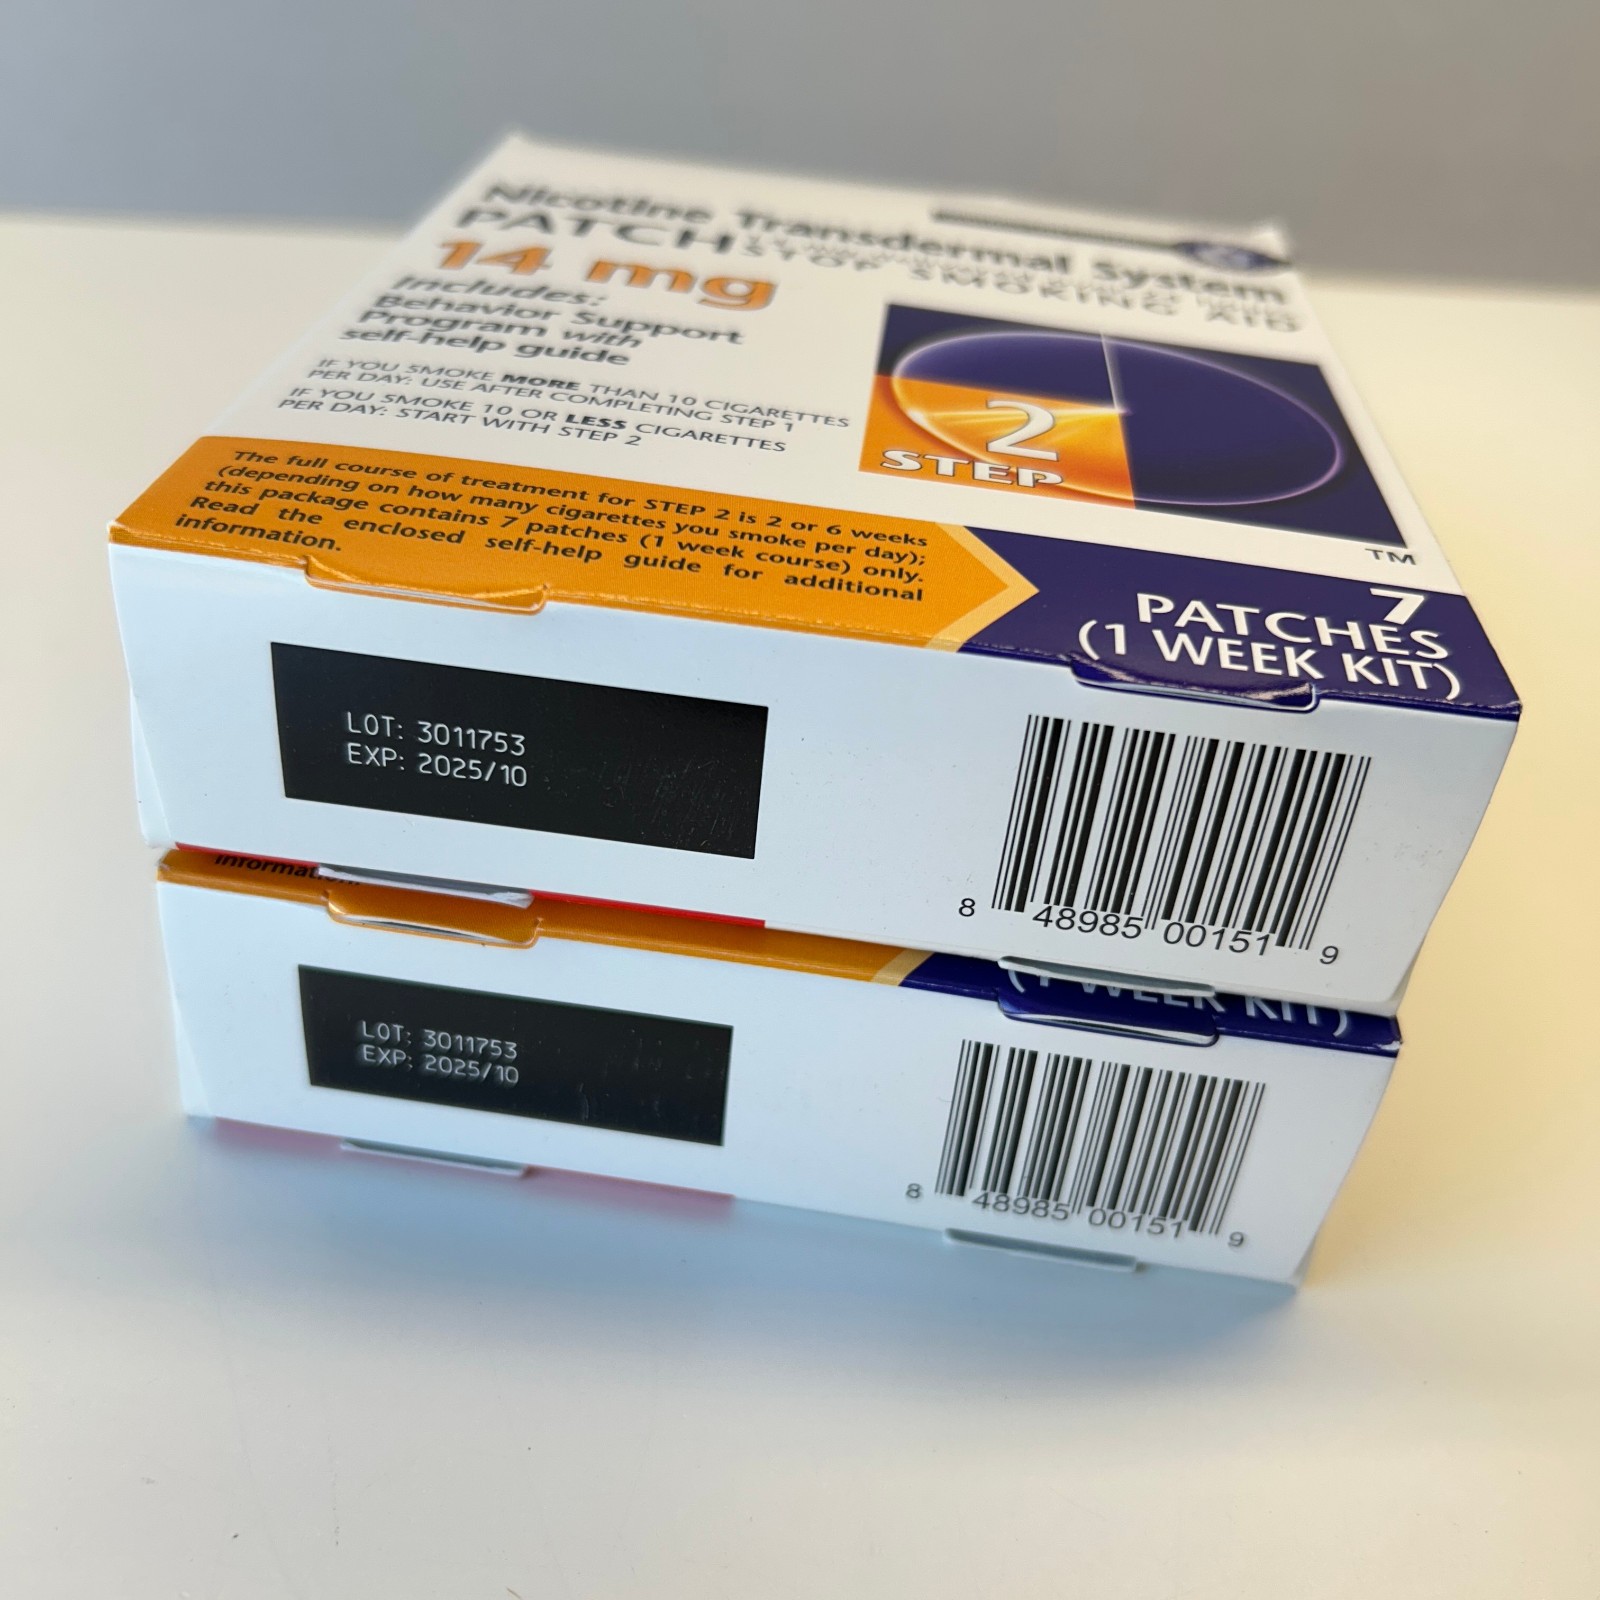 Nicotine Transdermal System
PATCH STOP SMOKING AID
14 mg
Includes:
Behavior Support
Program with
self-help guide
IF YOU SMOKE MORE THAN 10 CIGARETTES
PER DAY: USE AFTER COMPLETING STEP 1
IF YOU SMOKE 10 OR LESS CIGARETTES
PER DAY: START WITH STEP 2
2
STEP
TM
The full course of treatment for STEP 2 is 2 or 6 weeks
(depending on how many cigarettes you smoke per day);
this package contains 7 patches (1 week course) only.
Read the enclosed self-help guide for additional
information.
7
PATCHES
(1 WEEK KIT)
LOT: 3011753
EXP: 2025/10
8 48985 00151 9
information.
(1 WEEK KIT)
LOT: 3011753
EXP: 2025/10
8 48985 00151 9